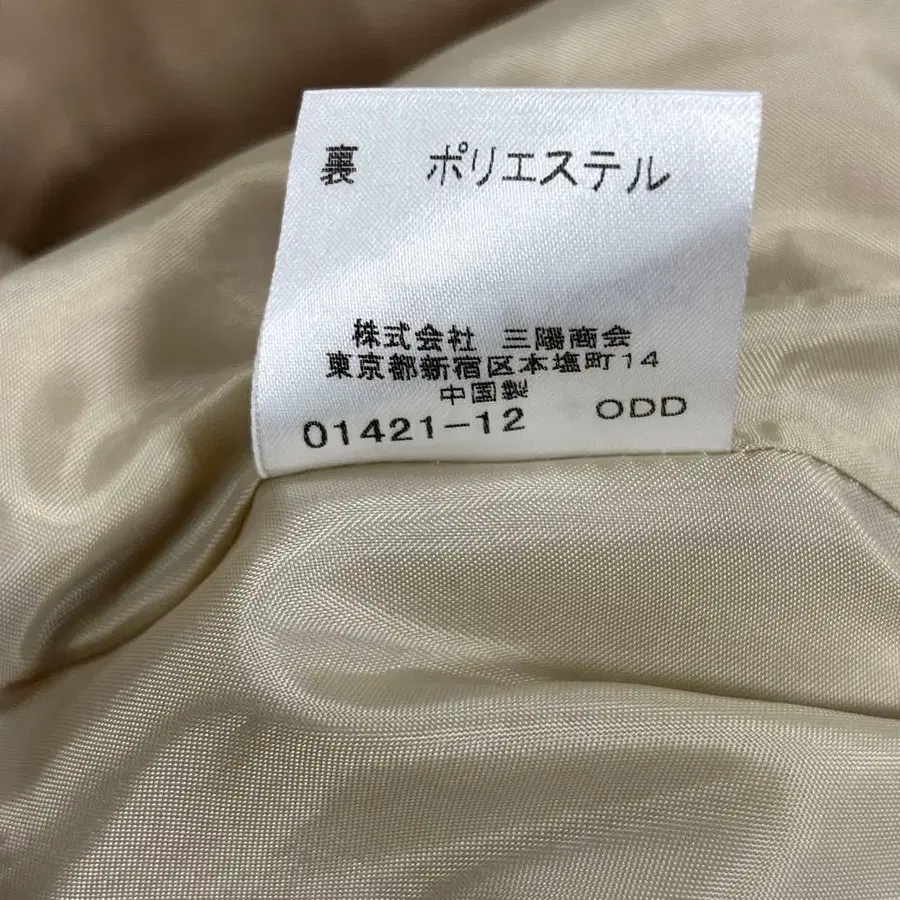 裏 ポリエステル
株式会社 三陽商会
東京都新宿区本塩町14
中国製
01421-12 ODD